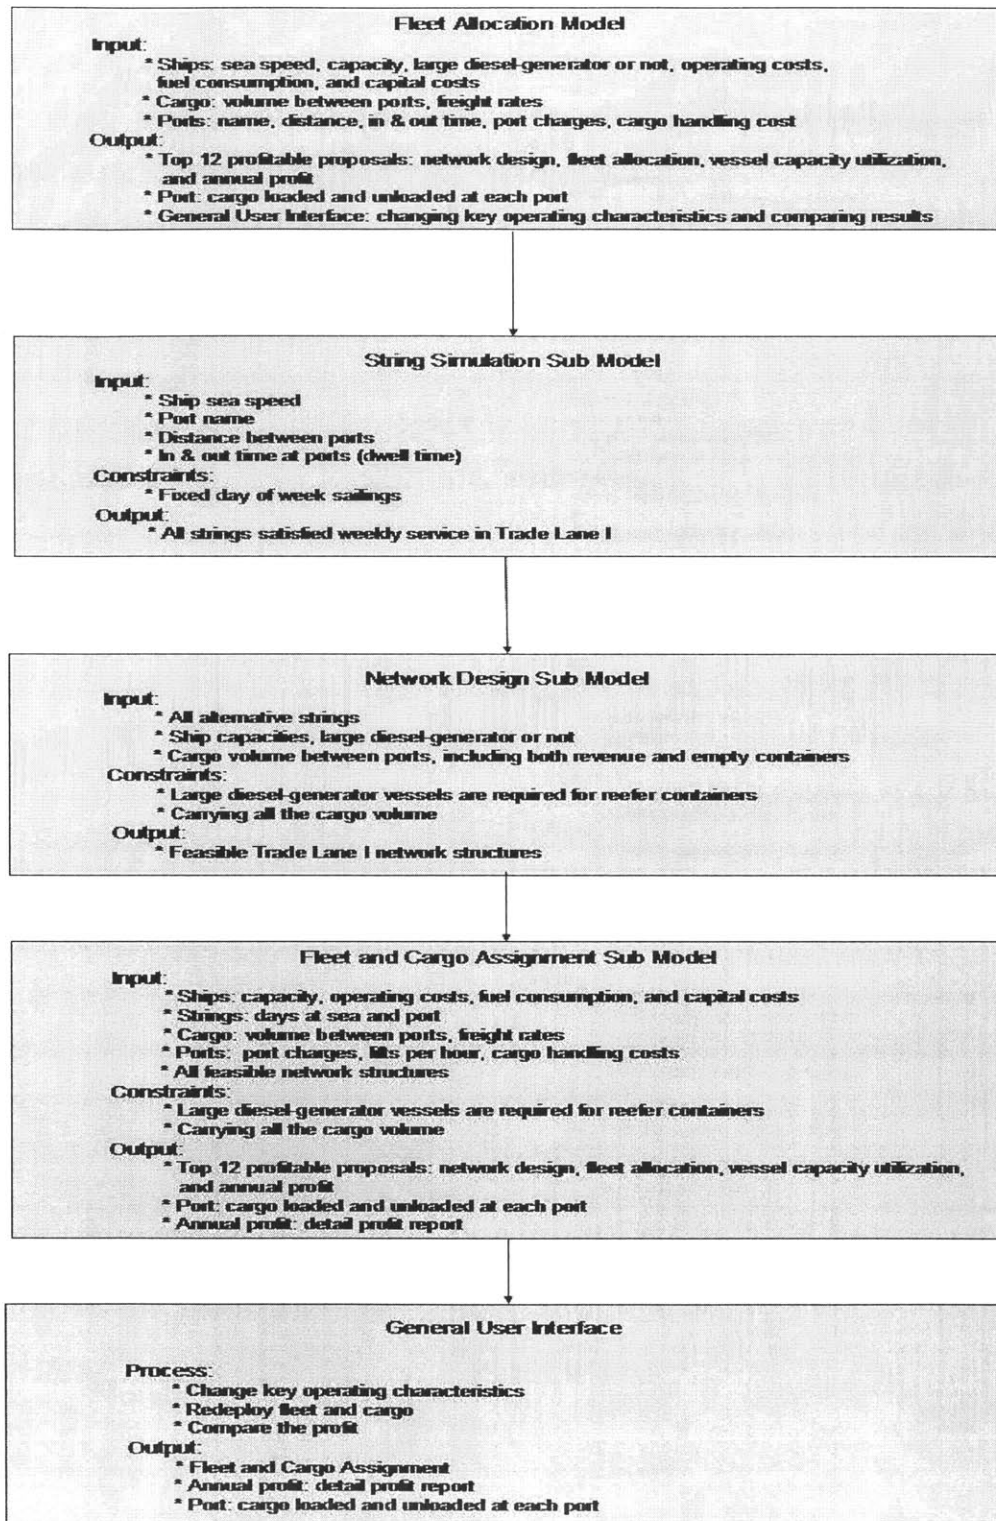 Fleet Allocation Model
Input:
* Ships: sea speed, capacity, large diesel-generator or not, operating costs,
fuel consumption, and capital costs
* Cargo: volume between ports, freight rates
* Ports: name, distance, in & out time, port charges, cargo handling cost
Output:
* Top 12 profitable proposals: network design, fleet allocation, vessel capacity utilization,
and annual profit
* Port: cargo loaded and unloaded at each port
* General User Interface: changing key operating characteristics and comparing results
String Simulation Sub Model
Input:
* Ship sea speed
* Port name
* Distance between ports
* In & out time at ports (dwell time)
Constraints:
* Fixed day of week sailings
Output:
* All strings satisfied weekly service in Trade Lane I
Network Design Sub Model
Input:
* All alternative strings
* Ship capacities, large diesel-generator or not
* Cargo volume between ports, including both revenue and empty containers
Constraints:
* Large diesel-generator vessels are required for reefer containers
* Carrying all the cargo volume
Output:
* Feasible Trade Lane I network structures
Fleet and Cargo Assignment Sub Model
Input:
* Ships: capacity, operating costs, fuel consumption, and capital costs
* Strings: days at sea and port
* Cargo: volume between ports, freight rates
* Ports: port charges, lifts per hour, cargo handling costs
* All feasible network structures
Constraints:
* Large diesel-generator vessels are required for reefer containers
* Carrying all the cargo volume
Output:
* Top 12 profitable proposals: network design, fleet allocation, vessel capacity utilization,
and annual profit
* Port: cargo loaded and unloaded at each port
* Annual profit: detail profit report
General User Interface
Process:
* Change key operating characteristics
* Redeploy fleet and cargo
* Compare the profit
Output:
* Fleet and Cargo Assignment
* Annual profit: detail profit report
* Port: cargo loaded and unloaded at each port